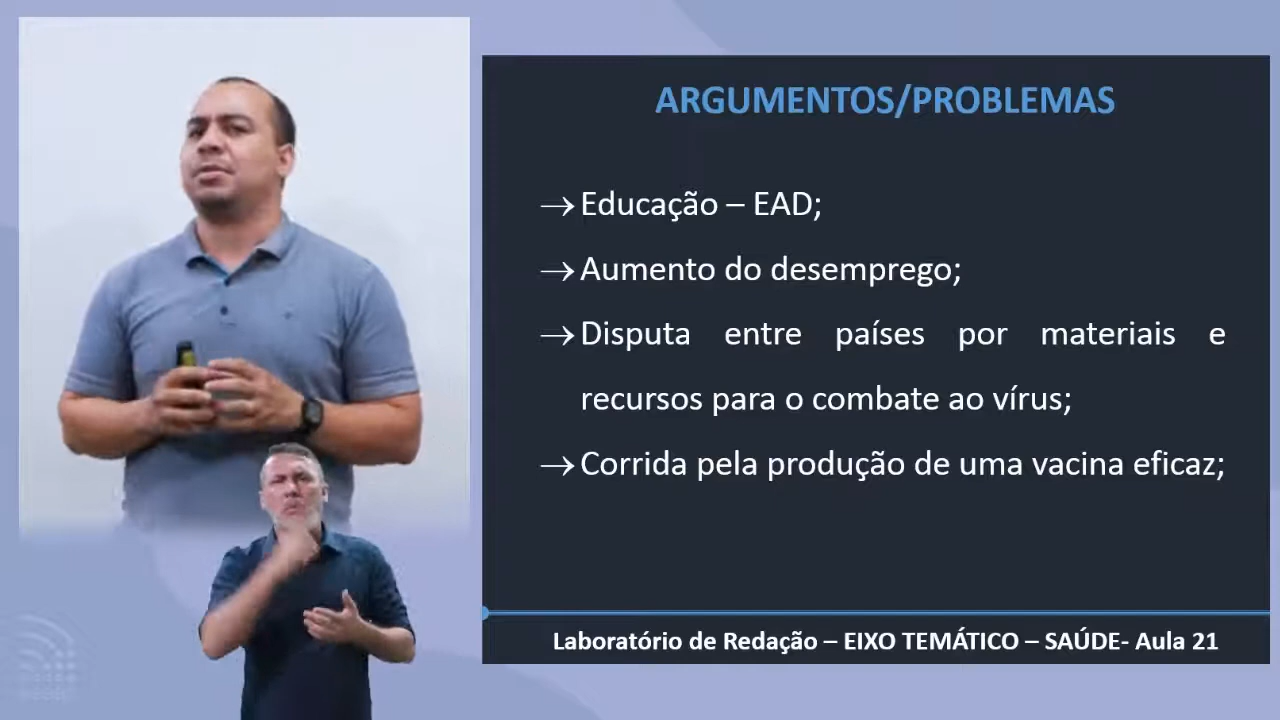 ARGUMENTOS/PROBLEMAS
→ Educação – EAD;
→ Aumento do desemprego;
→ Disputa entre países por materiais e
recursos para o combate ao vírus;
→ Corrida pela produção de uma vacina eficaz;
Laboratório de Redação – EIXO TEMÁTICO – SAÚDE- Aula 21